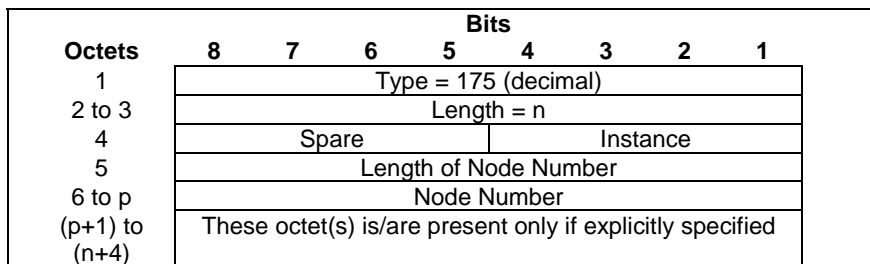 Bits
Octets 8 7 6 5 4 3 2 1
1 Type = 175 (decimal)
2 to 3 Length = n
4 Spare Instance
5 Length of Node Number
6 to p Node Number
(p+1) to These octet(s) is/are present only if explicitly specified
(n+4)